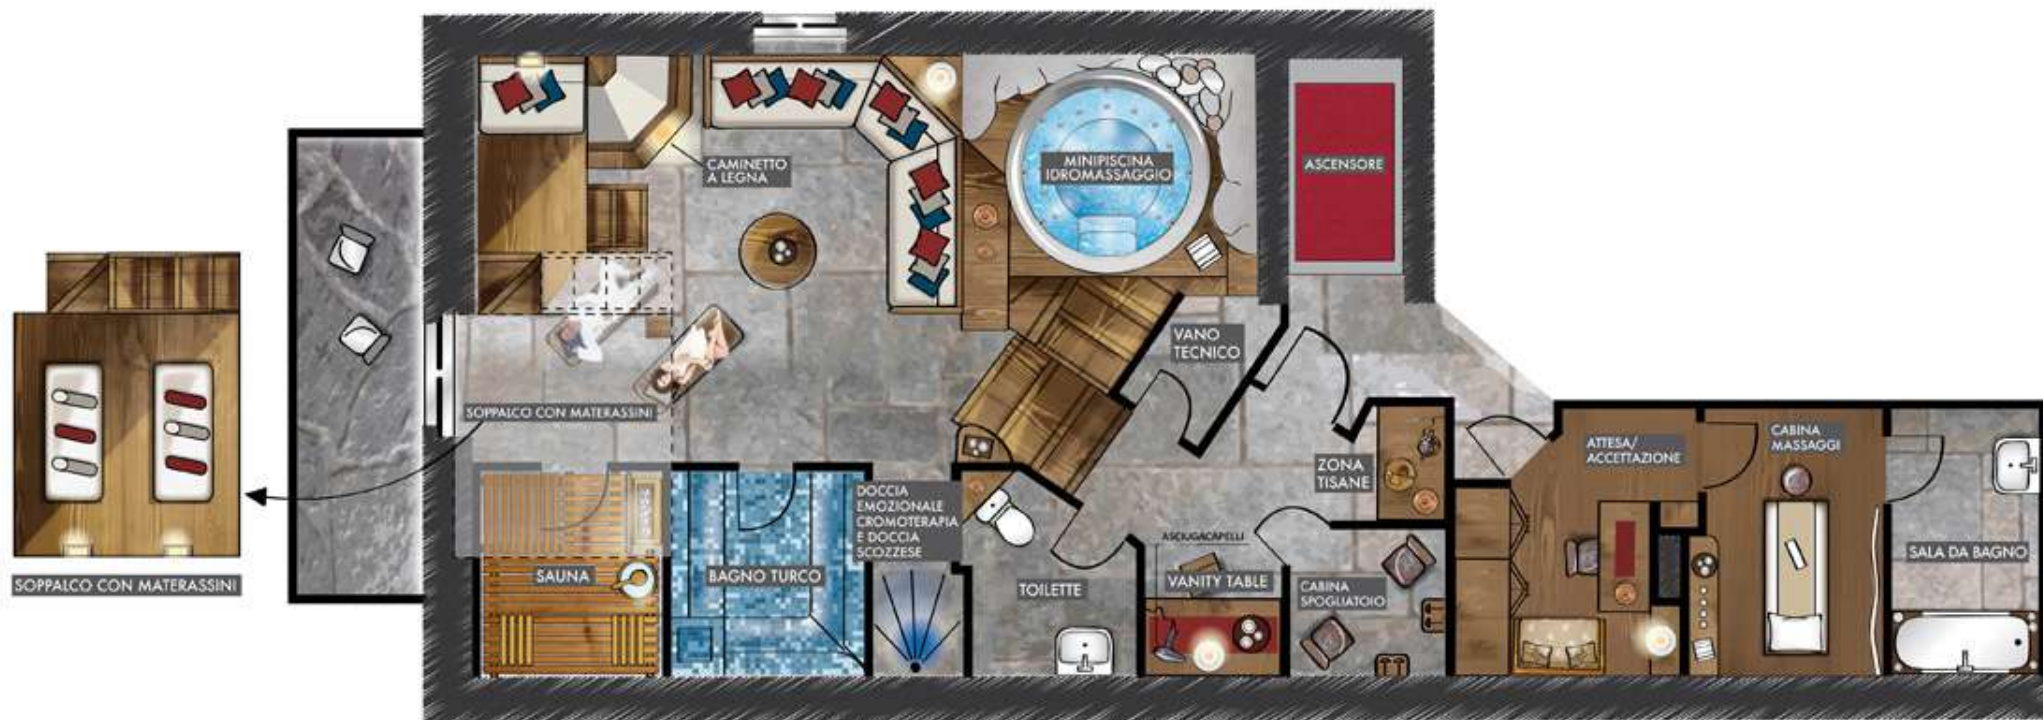 CAMINETTO
A LEGNA
MINIPISCINA
IDROMASSAGGIO
ASCENSORE
VANO
TECNICO
SOPPALCO CON MATERASSINI
ATTESA/
ACCETTAZIONE
CABINA
MASSAGGI
ZONA
TISANE
DOCCIA
EMOZIONALE
CROMOTERAPIA
E DOCCIA
SCOZZESE
ASCIUGACAPELLI
SALA DA BAGNO
SOPPALCO CON MATERASSINI
SAUNA
BAGNO TURCO
TOILETTE
VANITY TABLE
CABINA
SPOGLIATOIO